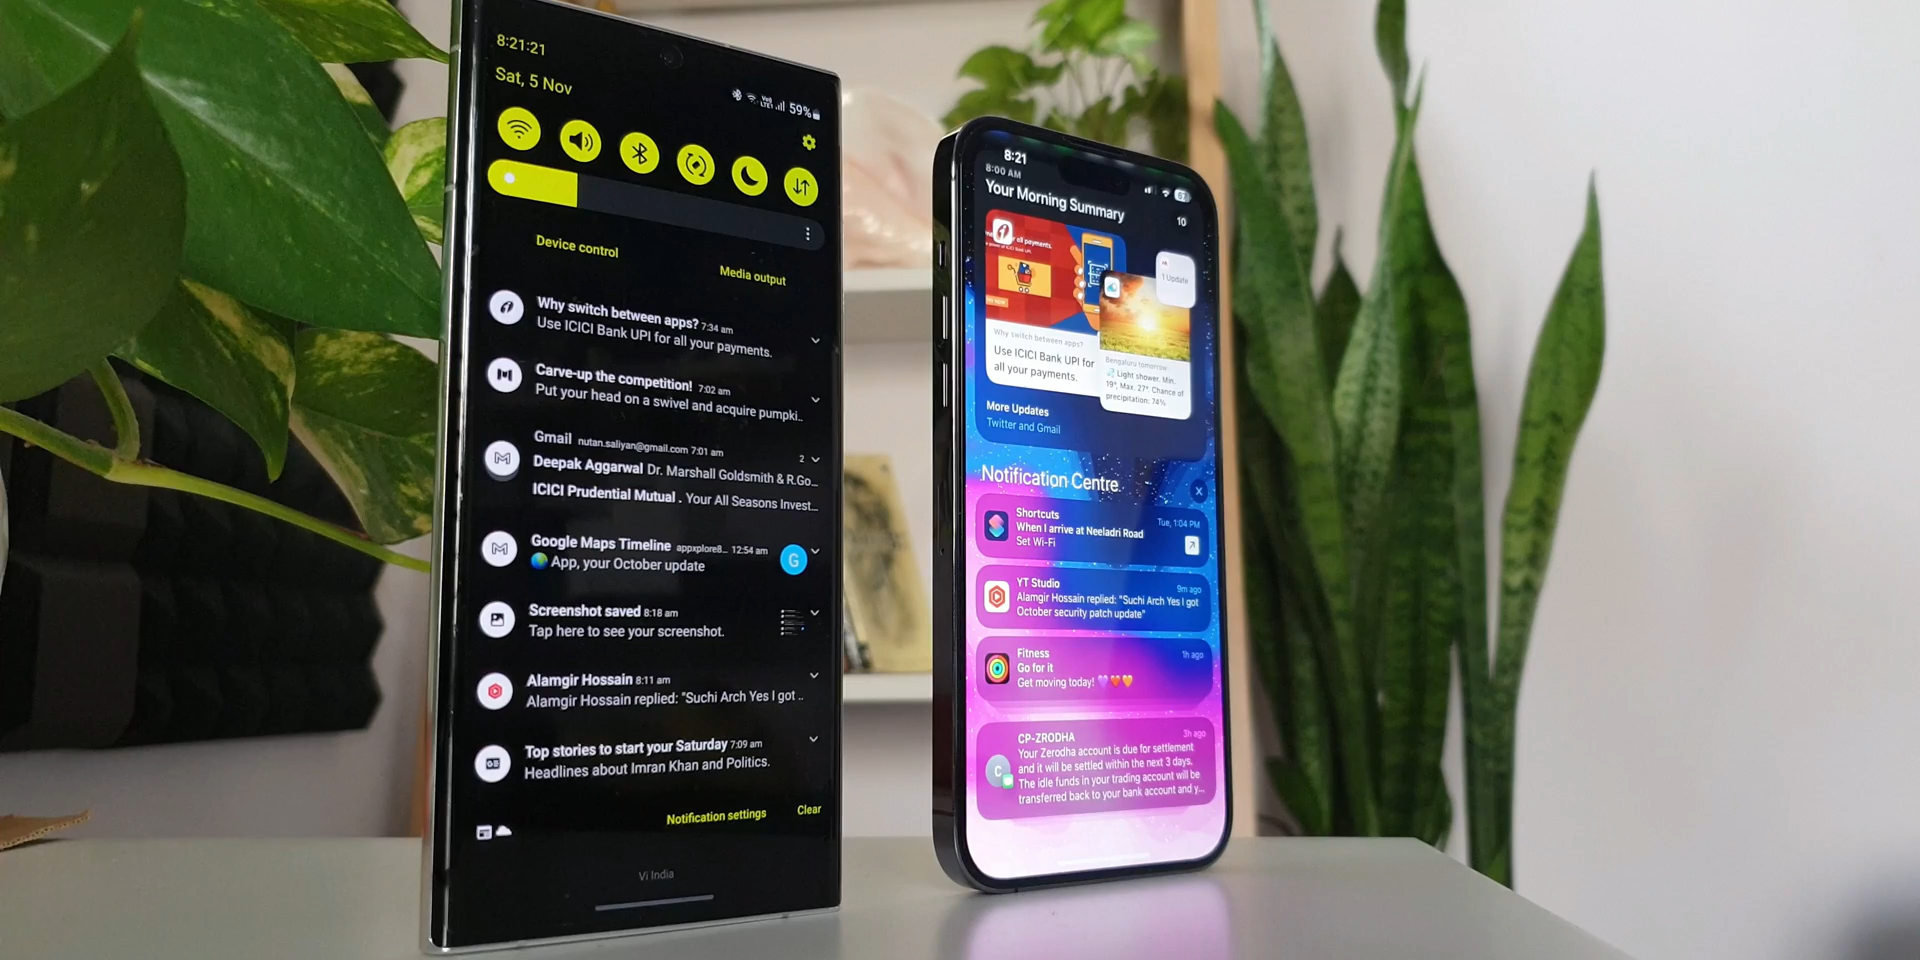 8:21:21
Sat, 5 Nov
59%
Device control
Media output
Why switch between apps? 7:34 am
Use ICICI Bank UPI for all your payments.
Carve-up the competition! 7:02 am
Put your head on a swivel and acquire pumpki..
Gmail nutan.saliyan@gmail.com 7:01 am
2
Deepak Aggarwal Dr. Marshall Goldsmith & R.Go...
ICICI Prudential Mutual . Your All Seasons Invest...
Google Maps Timeline appxplore8... 12:54 am
G
App, your October update
Screenshot saved 8:18 am
Tap here to see your screenshot.
Alamgir Hossain 8:11 am
Alamgir Hossain replied: "Suchi Arch Yes I got ..
Top stories to start your Saturday 7:09 am
Headlines about Imran Khan and Politics.
Notification settings
Clear
Vi India
8:21
8:00 AM
Your Morning Summary
10
all payments.
1 Update
Why switch between apps?
Use ICICI Bank UPI for
all your payments.
Bengaluru tomorrow
Light shower. Min.
19°, Max. 27° Chance of
precipitation: 74%
More Updates
Twitter and Gmail
Notification Centre
X
Shortcuts
Tue, 1:04 PM
When I arrive at Neeladri Road
Set Wi-Fi
YT Studio
9m ago
Alamgir Hossain replied: "Suchi Arch Yes I got
October security patch update"
Fitness
1h ago
Go for it
Get moving today!
CP-ZRODHA
3h ago
C
Your Zerodha account is due for settlement
and it will be settled within the next 3 days.
The idle funds in your trading account will be
transferred back to your bank account and y...